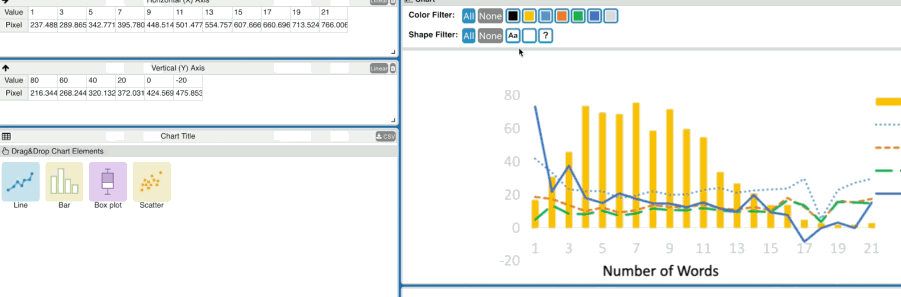 Horizontal (X) Axis
Value 1 3 5 7 9 11 13 15 17 19 21 Linear
Pixel 237.488 289.865 342.771 395.780 448.514 501.477 554.757 607.666 660.696 713.524 766.006
Vertical (Y) Axis Linear
Value 80 60 40 20 0 -20
Pixel 216.344 268.244 320.132 372.031 424.569 475.853
Chart Title CSV
Drag&Drop Chart Elements
Line Bar Box plot Scatter
Chart
Color Filter: All None
Shape Filter: All None Aa ?
80
60
40
20
0
1 3 5 7 9 11 13 15 17 19 21
-20
Number of Words